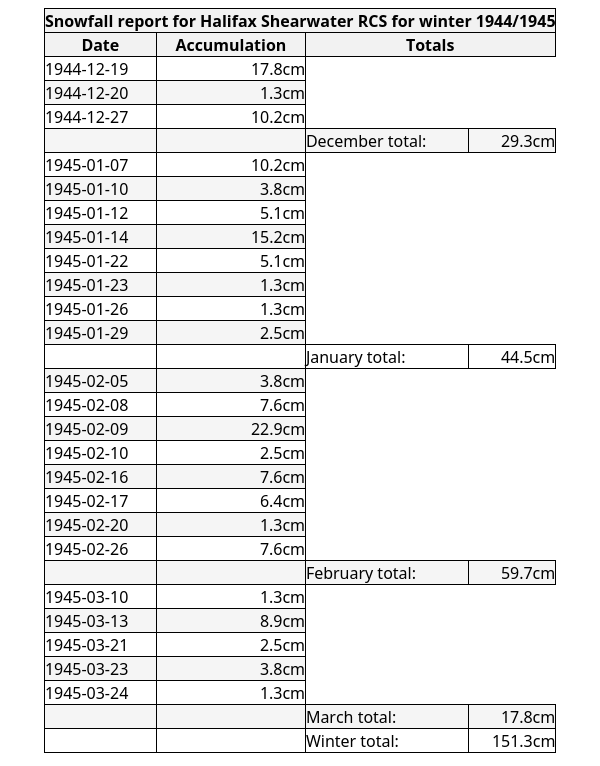 Snowfall report for Halifax Shearwater RCS for winter 1944/1945
Date Accumulation Totals
1944-12-19 17.8cm
1944-12-20 1.3cm
1944-12-27 10.2cm
December total: 29.3cm
1945-01-07 10.2cm
1945-01-10 3.8cm
1945-01-12 5.1cm
1945-01-14 15.2cm
1945-01-22 5.1cm
1945-01-23 1.3cm
1945-01-26 1.3cm
1945-01-29 2.5cm
January total: 44.5cm
1945-02-05 3.8cm
1945-02-08 7.6cm
1945-02-09 22.9cm
1945-02-10 2.5cm
1945-02-16 7.6cm
1945-02-17 6.4cm
1945-02-20 1.3cm
1945-02-26 7.6cm
February total: 59.7cm
1945-03-10 1.3cm
1945-03-13 8.9cm
1945-03-21 2.5cm
1945-03-23 3.8cm
1945-03-24 1.3cm
March total: 17.8cm
Winter total: 151.3cm